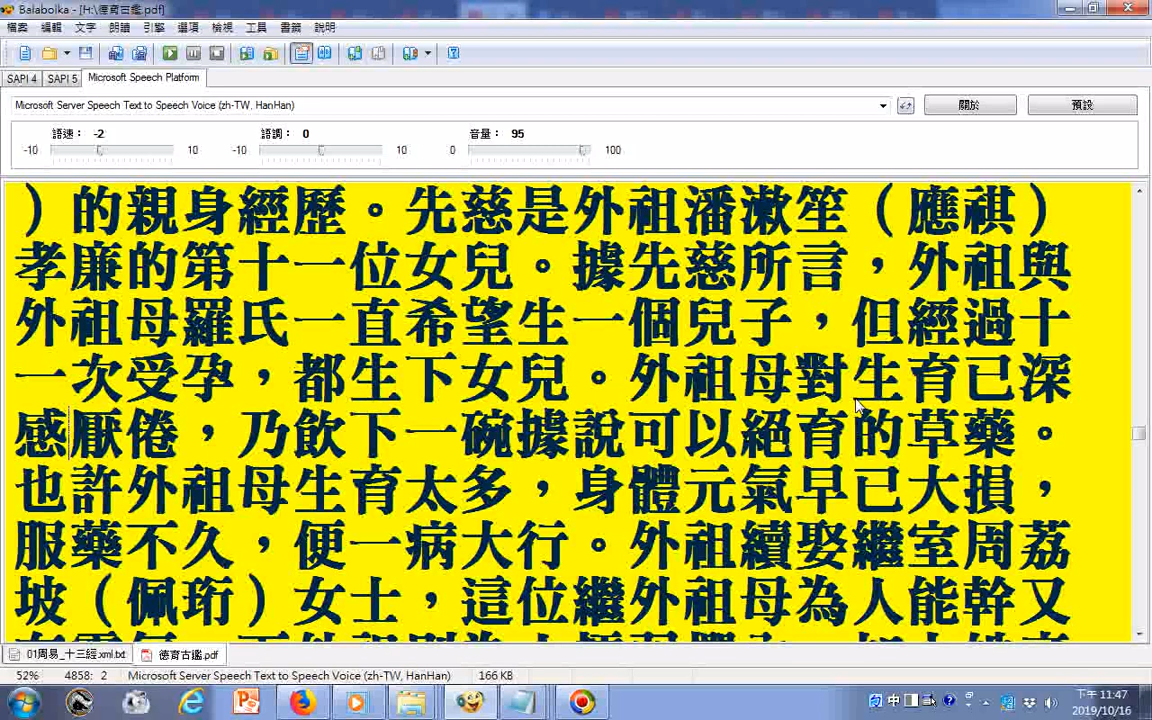 Balabolka - [H:\德育古鑑.pdf]
檔案 編輯 文字 朗讀 引擎 選項 檢視 工具 書籤 說明
SAPI 4 SAPI 5 Microsoft Speech Platform
Microsoft Server Speech Text to Speech Voice (zh-TW, HanHan) 關於 預設
語速： -2 語調： 0 音量： 95
-10 10 -10 10 0 100
）的親身經歷。先慈是外祖潘漱笙（應祺）
孝廉的第十一位女兒。據先慈所言，外祖與
外祖母羅氏一直希望生一個兒子，但經過十
一次受孕，都生下女兒。外祖母對生育已深
感厭倦，乃飲下一碗據說可以絕育的草藥。
也許外祖母生育太多，身體元氣早已大損，
服藥不久，便一病大行。外祖續娶繼室周荔
坡（佩珩）女士，這位繼外祖母為人能幹又
01周易_十三經.xml.txt 德育古鑑.pdf
52% 4858: 2 Microsoft Server Speech Text to Speech Voice (zh-TW, HanHan) 166 KB
中 下午 11:47
2019/10/16